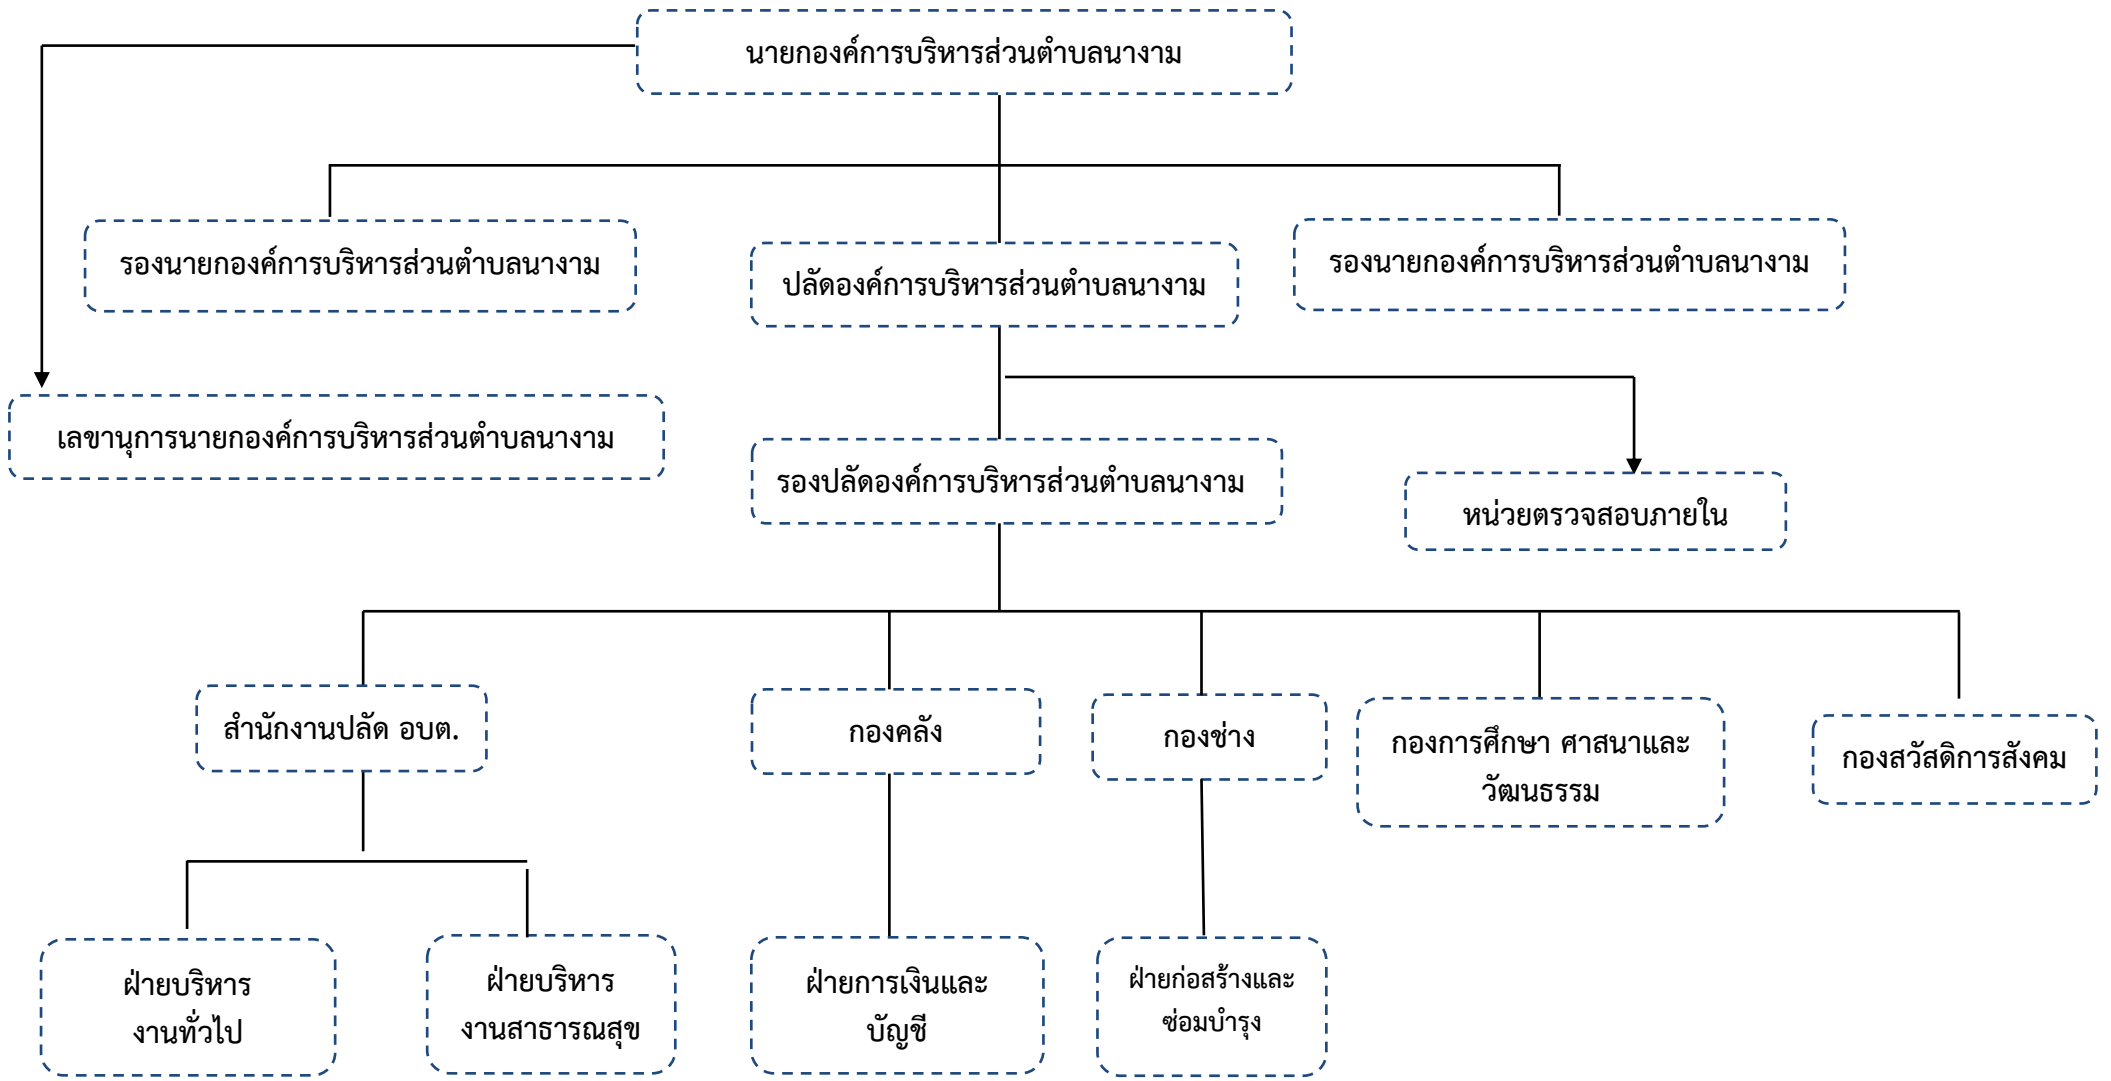 นายกองค์การบริหารส่วนตำบลนางาม
รองนายกองค์การบริหารส่วนตำบลนางาม
ปลัดองค์การบริหารส่วนตำบลนางาม
รองนายกองค์การบริหารส่วนตำบลนางาม
เลขานุการนายกองค์การบริหารส่วนตำบลนางาม
รองปลัดองค์การบริหารส่วนตำบลนางาม
หน่วยตรวจสอบภายใน
สำนักงานปลัด อบต.
กองคลัง
กองช่าง
กองการศึกษา ศาสนาและ
วัฒนธรรม
กองสวัสดิการสังคม
ฝ่ายบริหาร
งานทั่วไป
ฝ่ายบริหาร
งานสาธารณสุข
ฝ่ายการเงินและ
บัญชี
ฝ่ายก่อสร้างและ
ซ่อมบำรุง